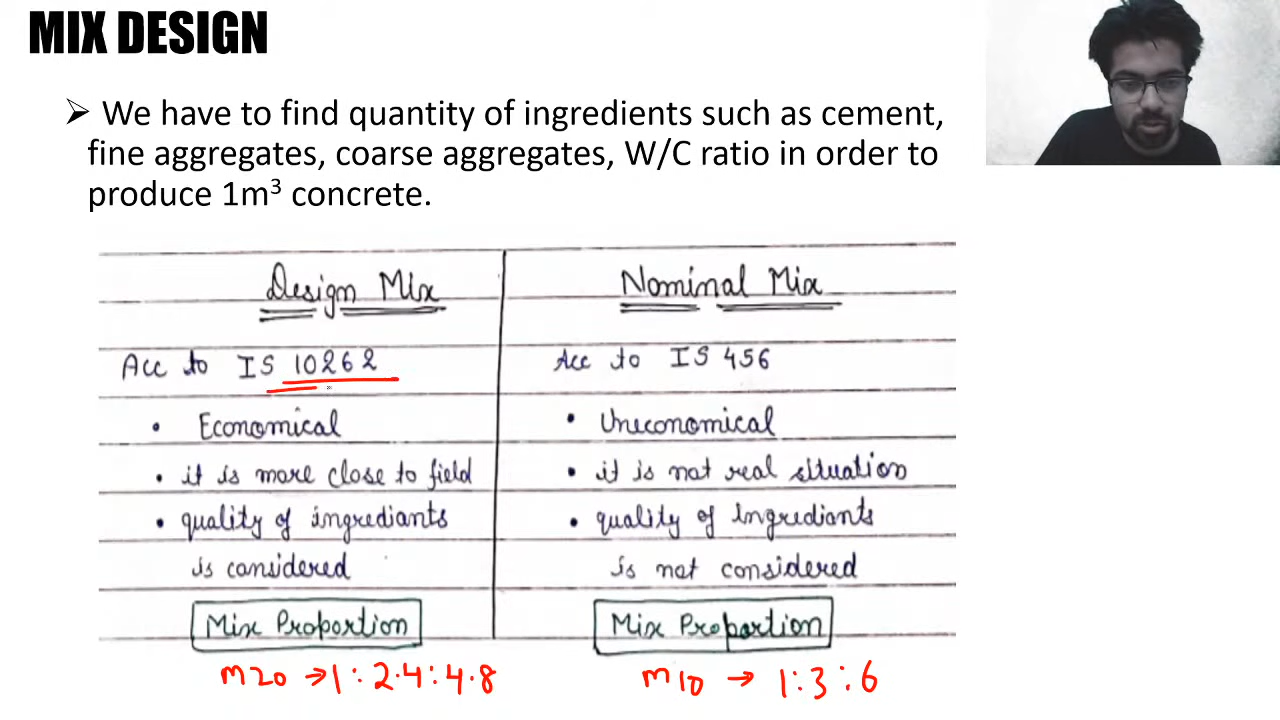 MIX DESIGN
➢ We have to find quantity of ingredients such as cement,
fine aggregates, coarse aggregates, W/C ratio in order to
produce 1m³ concrete.
Design Mix
Acc to IS 10262
• Economical
• it is more close to field
• quality of ingrediants
is considered
Mix Proportion
M20 → 1 : 2.4 : 4.8
Nominal Mix
Acc to IS 456
• Uneconomical
• it is not real situation
• quality of Ingrediants
is not considered
Mix Proportion
M10 → 1 : 3 : 6